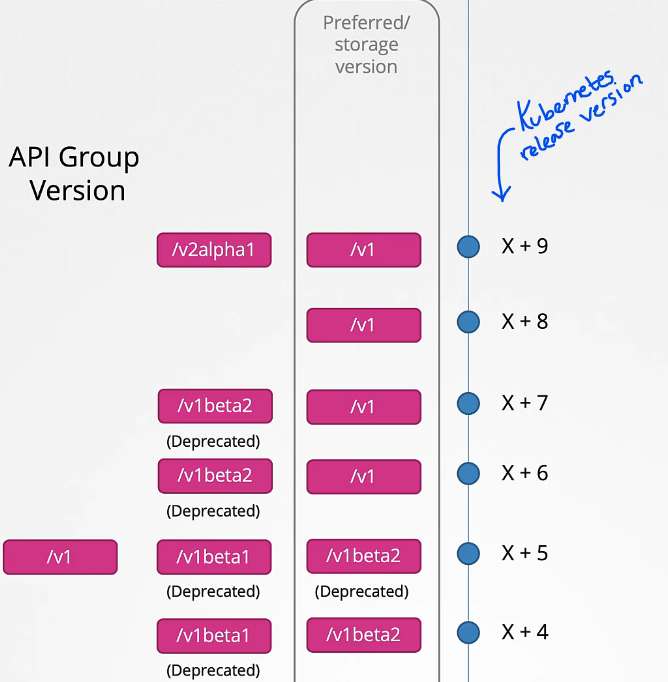 Preferred/
storage
version
Kubernetes
release version
API Group
Version
/v2alpha1
/v1
X + 9
/v1
X + 8
/v1beta2
/v1
X + 7
(Deprecated)
/v1beta2
/v1
X + 6
(Deprecated)
/v1
/v1beta1
/v1beta2
X + 5
(Deprecated)
(Deprecated)
/v1beta1
/v1beta2
X + 4
(Deprecated)